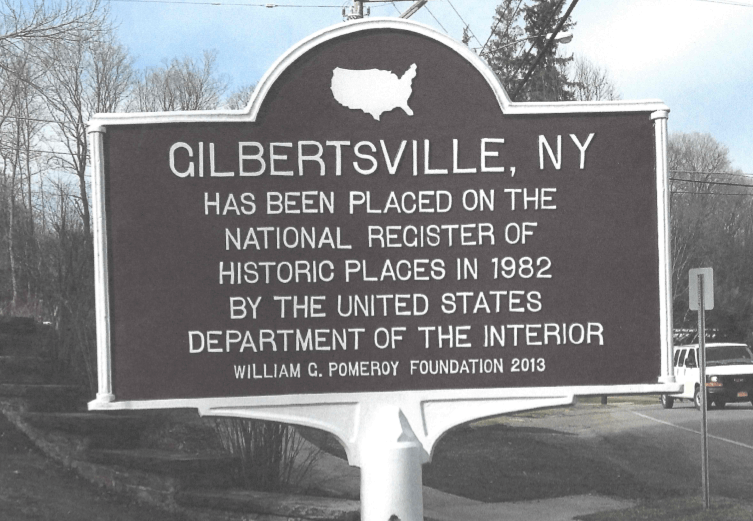 GILBERTSVILLE, NY
HAS BEEN PLACED ON THE
NATIONAL REGISTER OF
HISTORIC PLACES IN 1982
BY THE UNITED STATES
DEPARTMENT OF THE INTERIOR
WILLIAM G. POMEROY FOUNDATION 2013